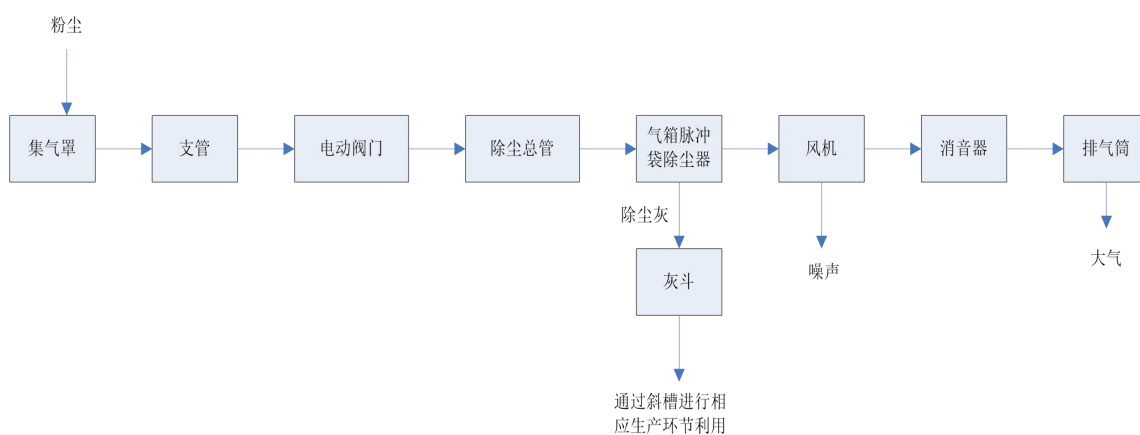 粉尘
集气罩
支管
电动阀门
除尘总管
气箱脉冲
袋除尘器
风机
消音器
排气筒
除尘灰
灰斗
噪声
大气
通过斜槽进行相
应生产环节利用